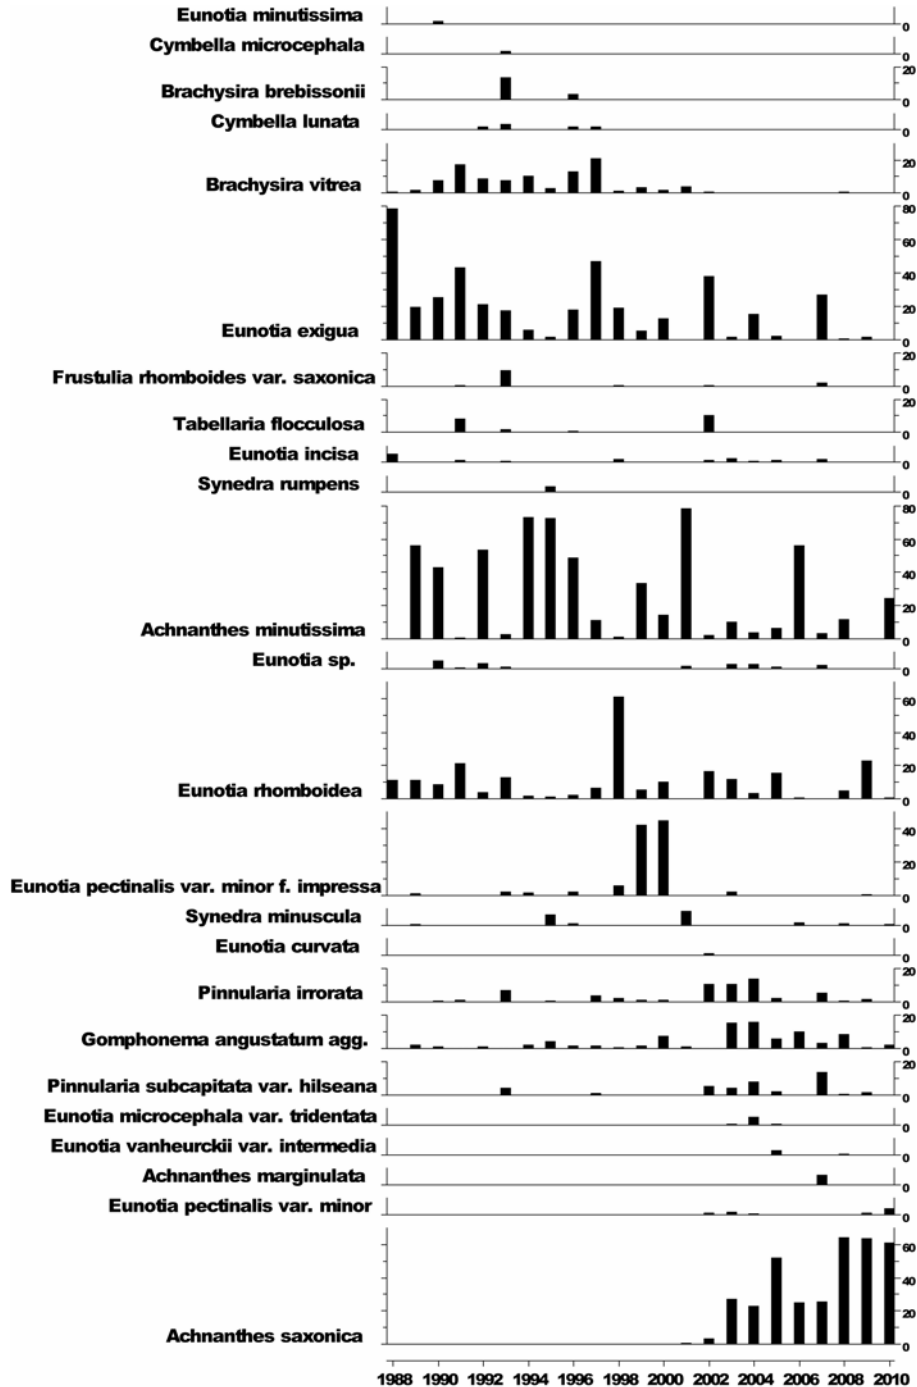 Eunotia minutissima
0
Cymbella microcephala
0
20
Brachysira brebissonii
0
Cymbella lunata
0
20
Brachysira vitrea
0
80
60
40
20
Eunotia exigua
0
20
Frustulia rhomboides var. saxonica
0
20
Tabellaria flocculosa
0
Eunotia incisa
0
Synedra rumpens
0
80
60
40
20
Achnanthes minutissima
0
Eunotia sp.
0
60
40
20
Eunotia rhomboidea
0
40
20
Eunotia pectinalis var. minor f. impressa
0
Synedra minuscula
0
Eunotia curvata
0
20
Pinnularia irrorata
0
20
Gomphonema angustatum agg.
0
20
Pinnularia subcapitata var. hilseana
0
Eunotia microcephala var. tridentata
0
Eunotia vanheurckii var. intermedia
0
Achnanthes marginulata
0
Eunotia pectinalis var. minor
0
60
40
20
Achnanthes saxonica
0
1988 1990 1992 1994 1996 1998 2000 2002 2004 2006 2008 2010